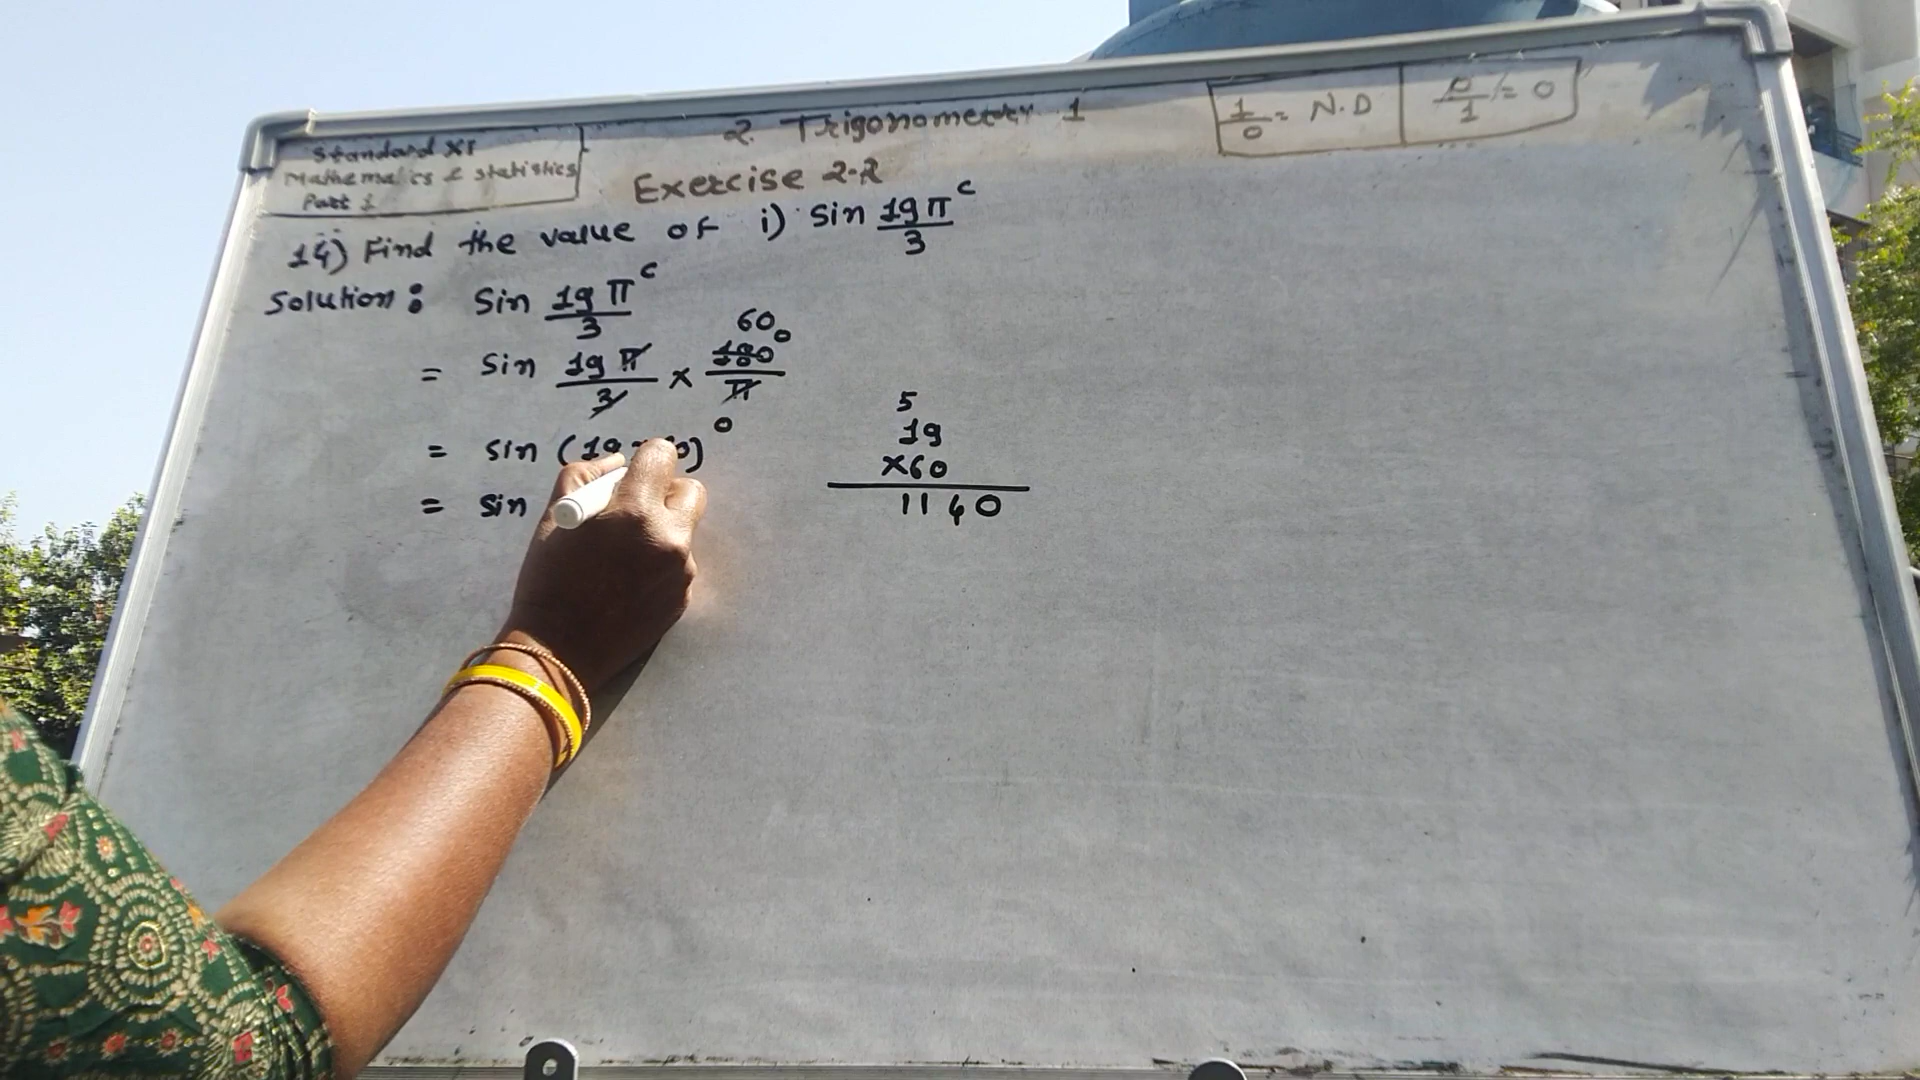 Standard XI
Mathematics & statistics
Part 1
2. Trigonometry 1
1/0 = N.D
0/1 = 0
Exercise 2.2
14) Find the value of i) Sin 19π/3 ᶜ
Solution : Sin 19π/3 ᶜ
= Sin 19π/3 × 180°/π
60
= sin (19 0)°
= sin
5
19
×60
1140